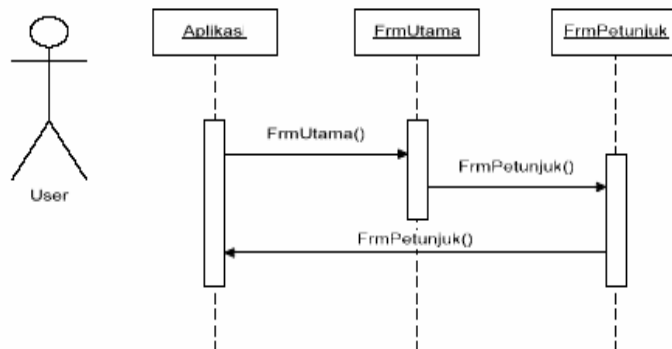 Aplikasi
FrmUtama
FrmPetunjuk
FrmUtama()
FrmPetunjuk()
User
FrmPetunjuk()